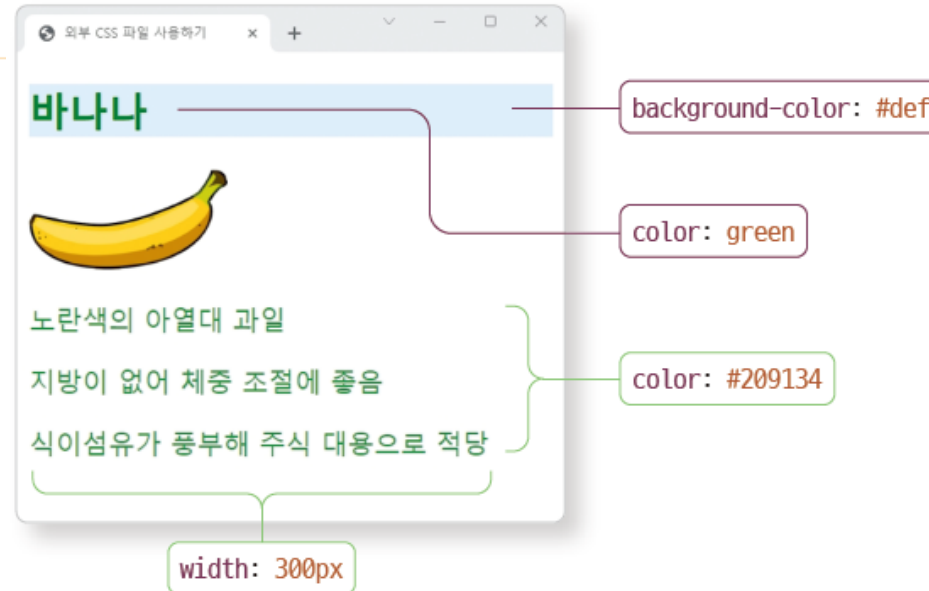 외부 CSS 파일 사용하기
바나나
background-color: #def
color: green
노란색의 아열대 과일
지방이 없어 체중 조절에 좋음
color: #209134
식이섬유가 풍부해 주식 대용으로 적당
width: 300px